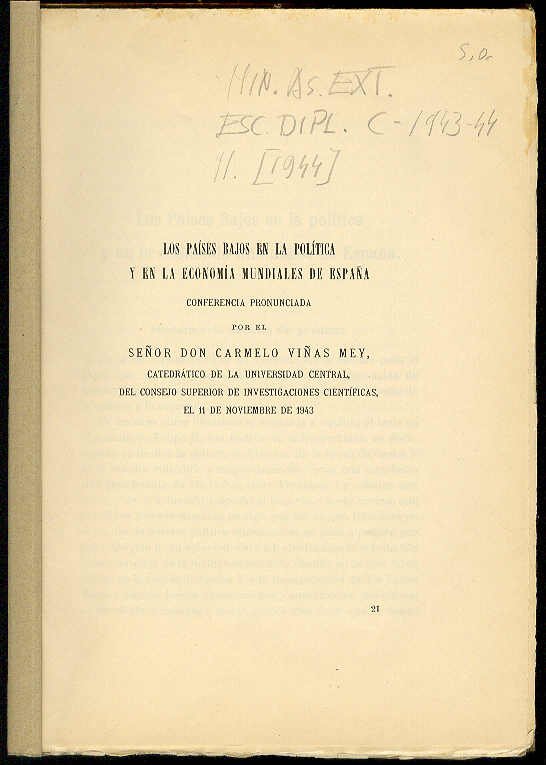 S.O.
MIN. AS. EXT.
ESC. DIPL. C-1943-44
11. [1944]
LOS PAÍSES BAJOS EN LA POLÍTICA
Y EN LA ECONOMÍA MUNDIALES DE ESPAÑA
CONFERENCIA PRONUNCIADA
POR EL
SEÑOR DON CARMELO VIÑAS MEY,
CATEDRÁTICO DE LA UNIVERSIDAD CENTRAL,
DEL CONSEJO SUPERIOR DE INVESTIGACIONES CIENTÍFICAS,
EL 11 DE NOVIEMBRE DE 1943
21